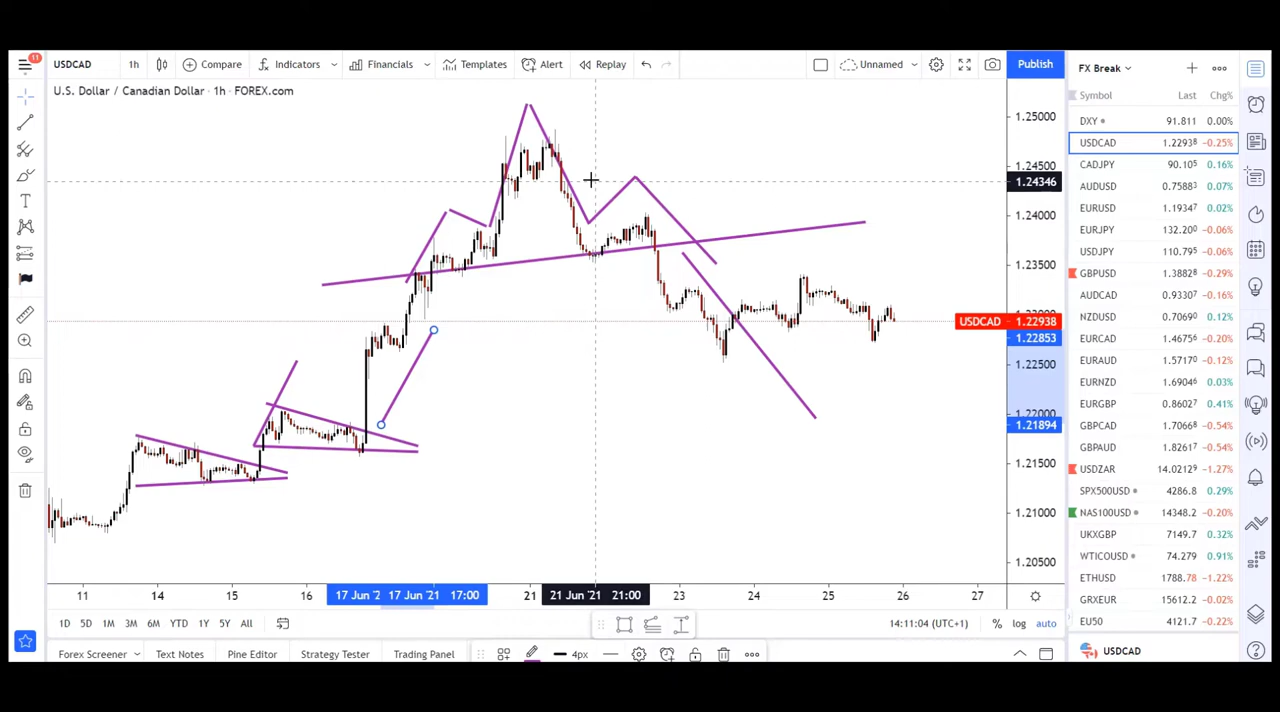 11
USDCAD 1h Compare Indicators Financials Templates Alert Replay Unnamed Publish
U.S. Dollar / Canadian Dollar · 1h · FOREX.com
1.25000
1.24500
1.24346
1.24000
1.23500
USDCAD 1.22938
1.22853
1.22500
1.22000
1.21894
1.21500
1.21000
1.20500
11 14 15 16 17 Jun '2 17 Jun '21 17:00 21 21 Jun '21 21:00 23 24 25 26 27
1D 5D 1M 3M 6M YTD 1Y 5Y All 14:11:04 (UTC+1) % log auto
Forex Screener Text Notes Pine Editor Strategy Tester Trading Panel 4px
FX Break
Symbol Last Chg%
DXY 91.811 0.00%
USDCAD 1.22938 −0.25%
CADJPY 90.105 0.16%
AUDUSD 0.75883 0.07%
EURUSD 1.19347 0.02%
EURJPY 132.200 −0.06%
USDJPY 110.795 −0.06%
GBPUSD 1.38828 −0.29%
AUDCAD 0.93307 −0.16%
NZDUSD 0.70679 0.12%
EURCAD 1.46756 −0.20%
EURAUD 1.57170 −0.12%
EURNZD 1.69046 0.03%
EURGBP 0.86027 0.41%
GBPCAD 1.70668 −0.54%
GBPAUD 1.82617 −0.54%
USDZAR 14.02129 −1.27%
SPX500USD 4286.8 0.29%
NAS100USD 14348.2 −0.20%
UKXGBP 7149.7 0.32%
WTICOUSD 74.279 0.91%
ETHUSD 1788.78 −1.22%
GRXEUR 15612.2 −0.02%
EU50 4121.7 −0.22%
USDCAD